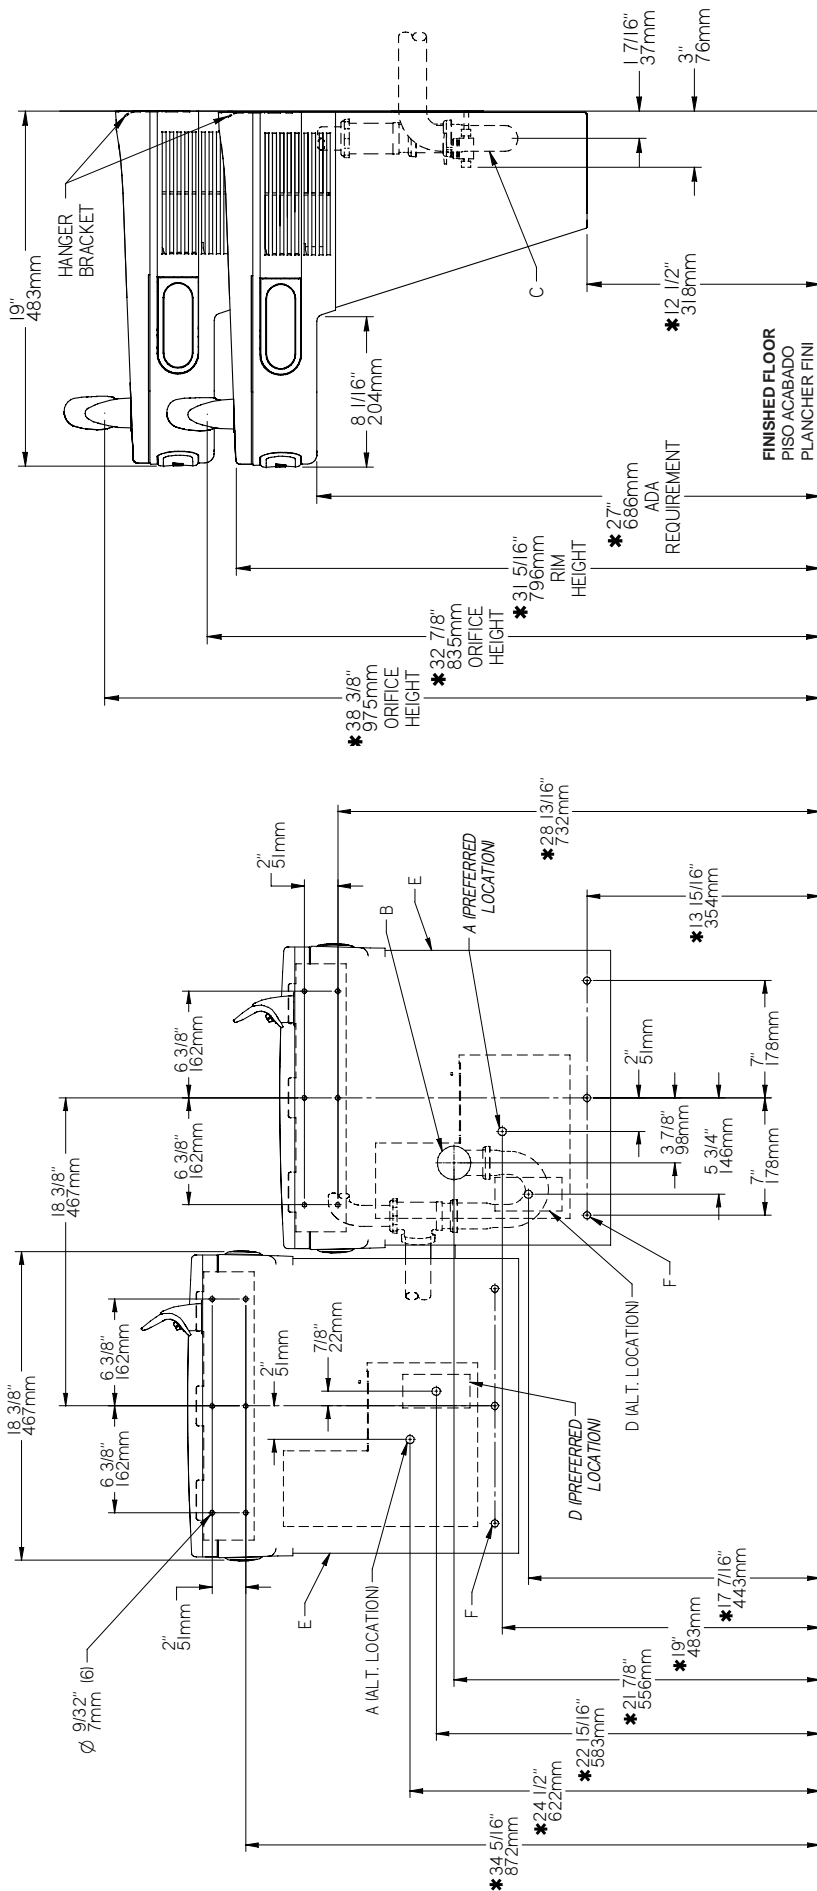 19"
483mm
HANGER
BRACKET
1 7/16"
37mm
3"
76mm
8 1/16"
204mm
C
*12 1/2"
318mm
FINISHED FLOOR
PISO ACABADO
PLANCHER FINI
*27"
686mm
ADA
REQUIREMENT
*31 5/16"
796mm
RIM
HEIGHT
*32 7/8"
835mm
ORIFICE
HEIGHT
*38 3/8"
975mm
ORIFICE
HEIGHT
*28 13/16"
732mm
2"
51mm
A (PREFERRED
LOCATION)
E
B
*13 15/16"
354mm
6 3/8"
162mm
6 3/8"
162mm
18 3/8"
467mm
2"
51mm
7"
178mm
3 7/8"
98mm
5 3/4"
146mm
7"
178mm
F
D (ALT. LOCATION)
18 3/8"
467mm
6 3/8"
162mm
6 3/8"
162mm
2"
51mm
7/8"
22mm
D (PREFERRED
LOCATION)
Ø 9/32" (6)
7mm
2"
51mm
E
A (ALT. LOCATION)
F
*17 7/16"
443mm
*19"
483mm
*21 7/8"
556mm
*22 15/16"
583mm
*24 1/2"
622mm
*34 5/16"
872mm